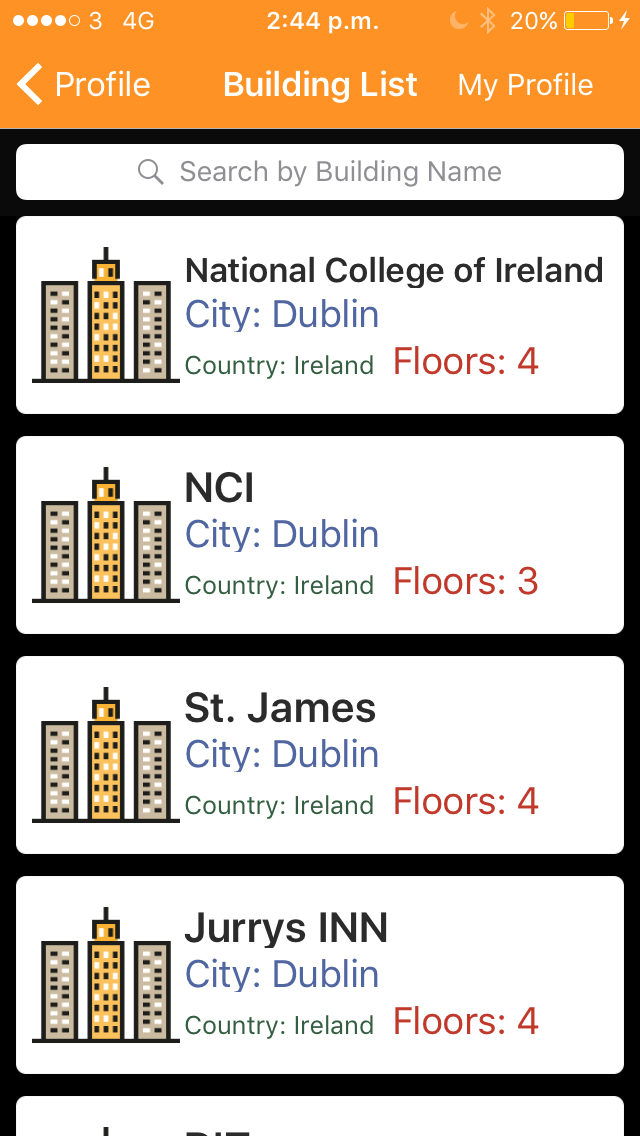 3 4G 2:44 p.m. 20%
Profile Building List My Profile
Search by Building Name
National College of Ireland
City: Dublin
Country: Ireland Floors: 4
NCI
City: Dublin
Country: Ireland Floors: 3
St. James
City: Dublin
Country: Ireland Floors: 4
Jurrys INN
City: Dublin
Country: Ireland Floors: 4